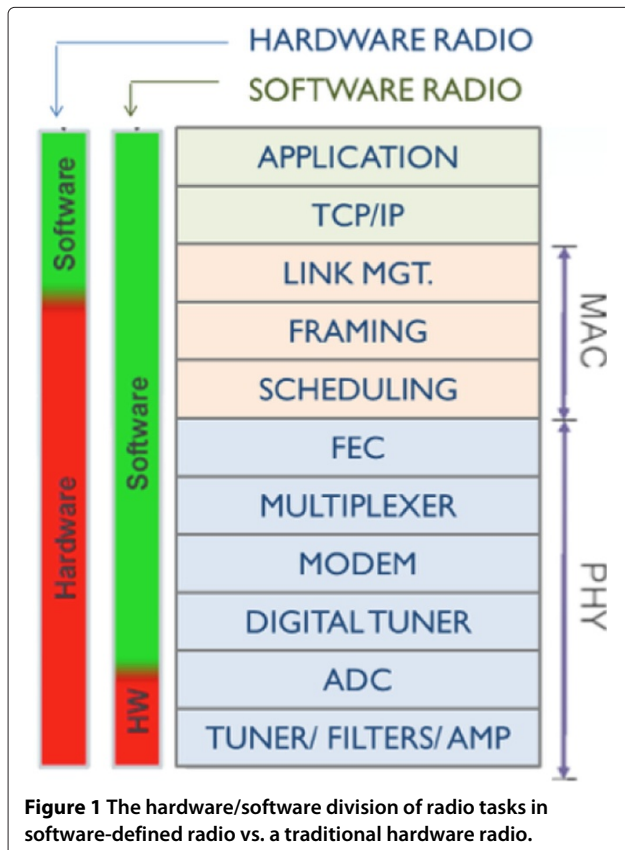 HARDWARE RADIO
SOFTWARE RADIO
Software
Hardware
Software
HW
APPLICATION
TCP/IP
LINK MGT.
FRAMING
SCHEDULING
FEC
MULTIPLEXER
MODEM
DIGITAL TUNER
ADC
TUNER/ FILTERS/ AMP
MAC
PHY
Figure 1 The hardware/software division of radio tasks in
software-defined radio vs. a traditional hardware radio.